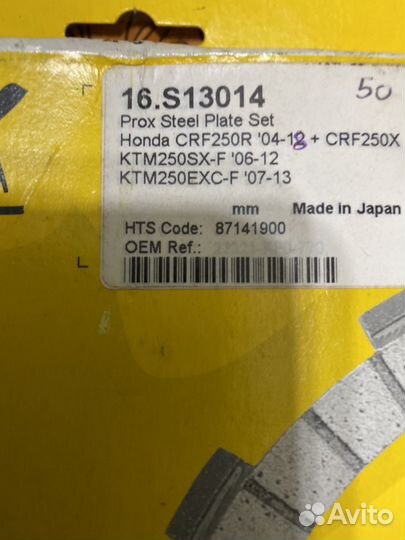 50
16.S13014
Prox Steel Plate Set
Honda CRF250R '04-18 + CRF250X
KTM250SX-F '06-12
KTM250EXC-F '07-13
mm Made in Japan
HTS Code: 87141900
OEM Ref.:
Avito